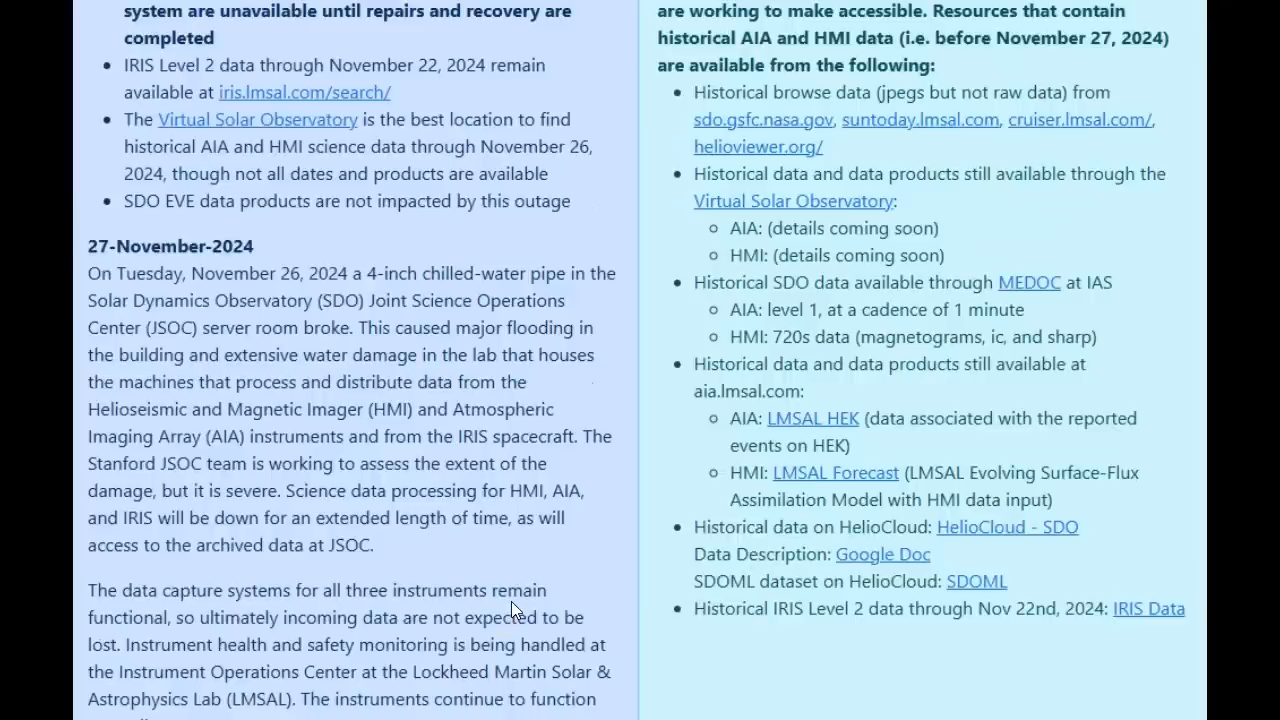 system are unavailable until repairs and recovery are
completed
• IRIS Level 2 data through November 22, 2024 remain
available at iris.lmsal.com/search/
• The Virtual Solar Observatory is the best location to find
historical AIA and HMI science data through November 26,
2024, though not all dates and products are available
• SDO EVE data products are not impacted by this outage
27-November-2024
On Tuesday, November 26, 2024 a 4-inch chilled-water pipe in the
Solar Dynamics Observatory (SDO) Joint Science Operations
Center (JSOC) server room broke. This caused major flooding in
the building and extensive water damage in the lab that houses
the machines that process and distribute data from the
Helioseismic and Magnetic Imager (HMI) and Atmospheric
Imaging Array (AIA) instruments and from the IRIS spacecraft. The
Stanford JSOC team is working to assess the extent of the
damage, but it is severe. Science data processing for HMI, AIA,
and IRIS will be down for an extended length of time, as will
access to the archived data at JSOC.
The data capture systems for all three instruments remain
functional, so ultimately incoming data are not expected to be
lost. Instrument health and safety monitoring is being handled at
the Instrument Operations Center at the Lockheed Martin Solar &
Astrophysics Lab (LMSAL). The instruments continue to function
are working to make accessible. Resources that contain
historical AIA and HMI data (i.e. before November 27, 2024)
are available from the following:
• Historical browse data (jpegs but not raw data) from
sdo.gsfc.nasa.gov, suntoday.lmsal.com, cruiser.lmsal.com/,
helioviewer.org/
• Historical data and data products still available through the
Virtual Solar Observatory:
○ AIA: (details coming soon)
○ HMI: (details coming soon)
• Historical SDO data available through MEDOC at IAS
○ AIA: level 1, at a cadence of 1 minute
○ HMI: 720s data (magnetograms, ic, and sharp)
• Historical data and data products still available at
aia.lmsal.com:
○ AIA: LMSAL HEK (data associated with the reported
events on HEK)
○ HMI: LMSAL Forecast (LMSAL Evolving Surface-Flux
Assimilation Model with HMI data input)
• Historical data on HelioCloud: HelioCloud - SDO
Data Description: Google Doc
SDOML dataset on HelioCloud: SDOML
• Historical IRIS Level 2 data through Nov 22nd, 2024: IRIS Data